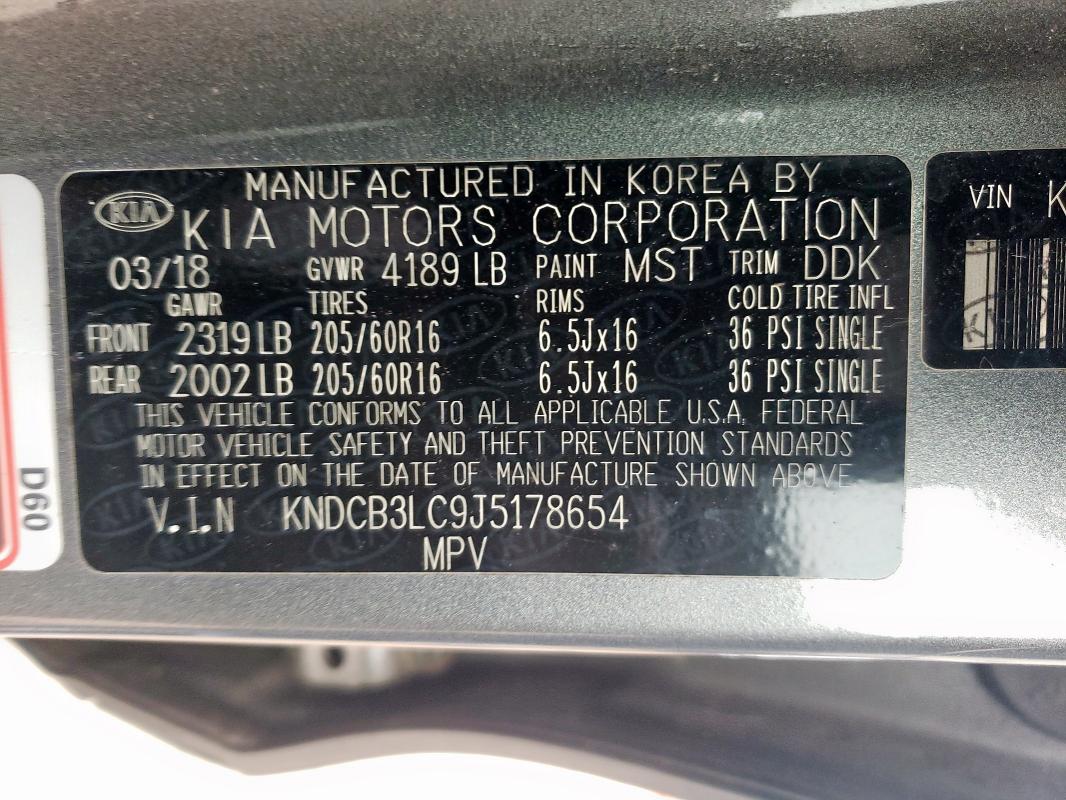 MANUFACTURED IN KOREA BY
KIA KIA MOTORS CORPORATION
03/18 GVWR 4189 LB PAINT MST TRIM DDK
GAWR TIRES RIMS COLD TIRE INFL
FRONT 2319 LB 205/60R16 6.5Jx16 36 PSI SINGLE
REAR 2002 LB 205/60R16 6.5Jx16 36 PSI SINGLE
THIS VEHICLE CONFORMS TO ALL APPLICABLE U.S.A. FEDERAL
MOTOR VEHICLE SAFETY AND THEFT PREVENTION STANDARDS
IN EFFECT ON THE DATE OF MANUFACTURE SHOWN ABOVE
V.I.N KNDCB3LC9J5178654
MPV
VIN K
D60